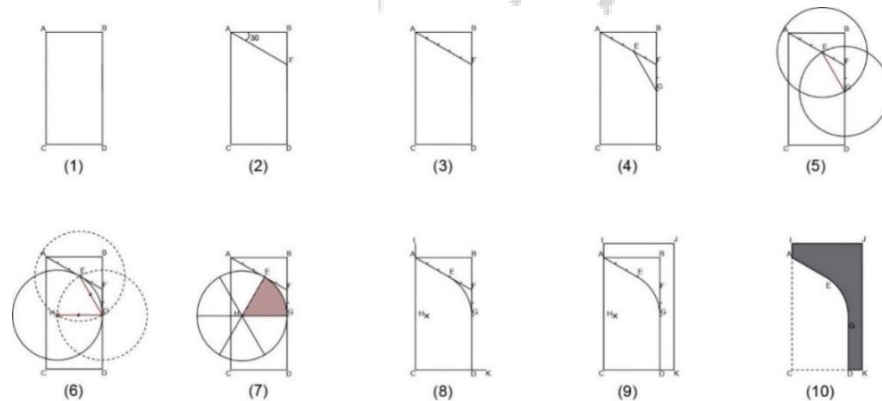 A B
C D
(1)
A B
30
F
C D
(2)
A B
F
C D
(3)
A B
E
F
G
C D
(4)
A B
E
F
G
C D
(5)
A B
E
F
H G
C D
(6)
A B
E
F
H G
C D
(7)
I
A B
E
F
H G
C D K
(8)
I J
A B
E
F
H G
C D K
(9)
I J
A
E
G
C D K
(10)